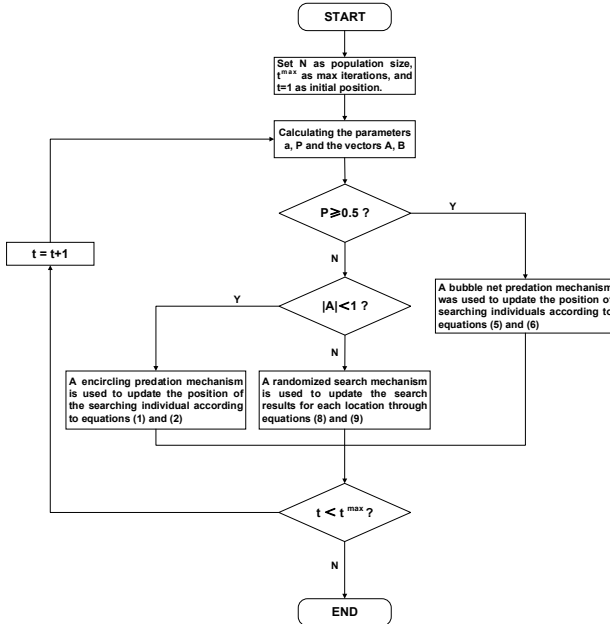 START
Set N as population size,
t^max as max iterations, and
t=1 as initial position.
Calculating the parameters
a, P and the vectors A, B
P⩾0.5 ?
Y
N
t = t+1
A bubble net predation mechanism
was used to update the position of
searching individuals according to
equations (5) and (6)
|A|<1 ?
Y
N
A encircling predation mechanism
is used to update the position of
the searching individual according
to equations (1) and (2)
A randomized search mechanism
is used to update the search
results for each location through
equations (8) and (9)
t < t^max ?
N
END